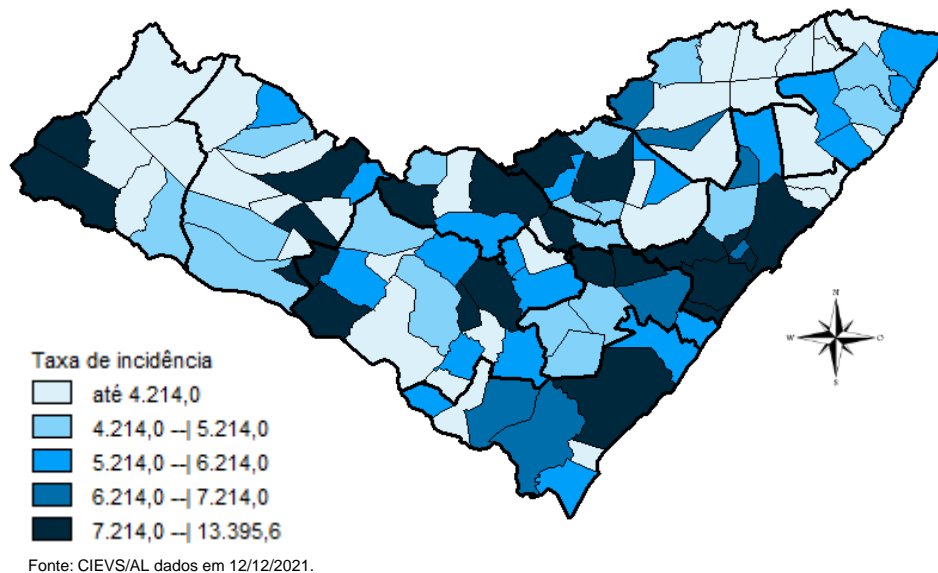 N
W
O
S
Taxa de incidência
até 4.214,0
4.214,0 --| 5.214,0
5.214,0 --| 6.214,0
6.214,0 --| 7.214,0
7.214,0 --| 13.395,6
Fonte: CIEVS/AL dados em 12/12/2021.